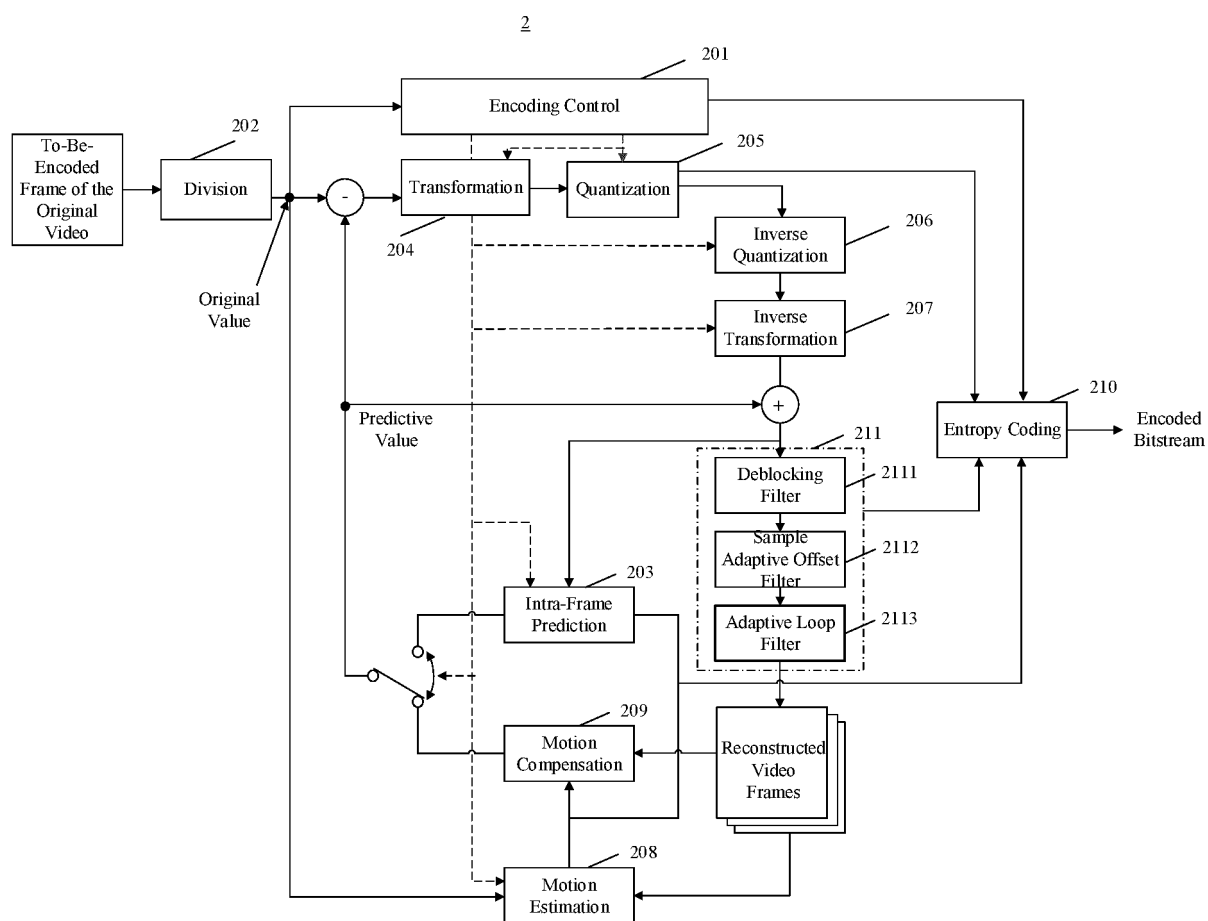 2
201
Encoding Control
To-Be-
Encoded
Frame of the
Original
Video
202
Division
-
Transformation
204
205
Quantization
Original
Value
206
Inverse
Quantization
207
Inverse
Transformation
Predictive
Value
+
210
Entropy Coding
Encoded
Bitstream
211
Deblocking
Filter
2111
Sample
Adaptive Offset
Filter
2112
Adaptive Loop
Filter
2113
203
Intra-Frame
Prediction
209
Motion
Compensation
Reconstructed
Video
Frames
208
Motion
Estimation